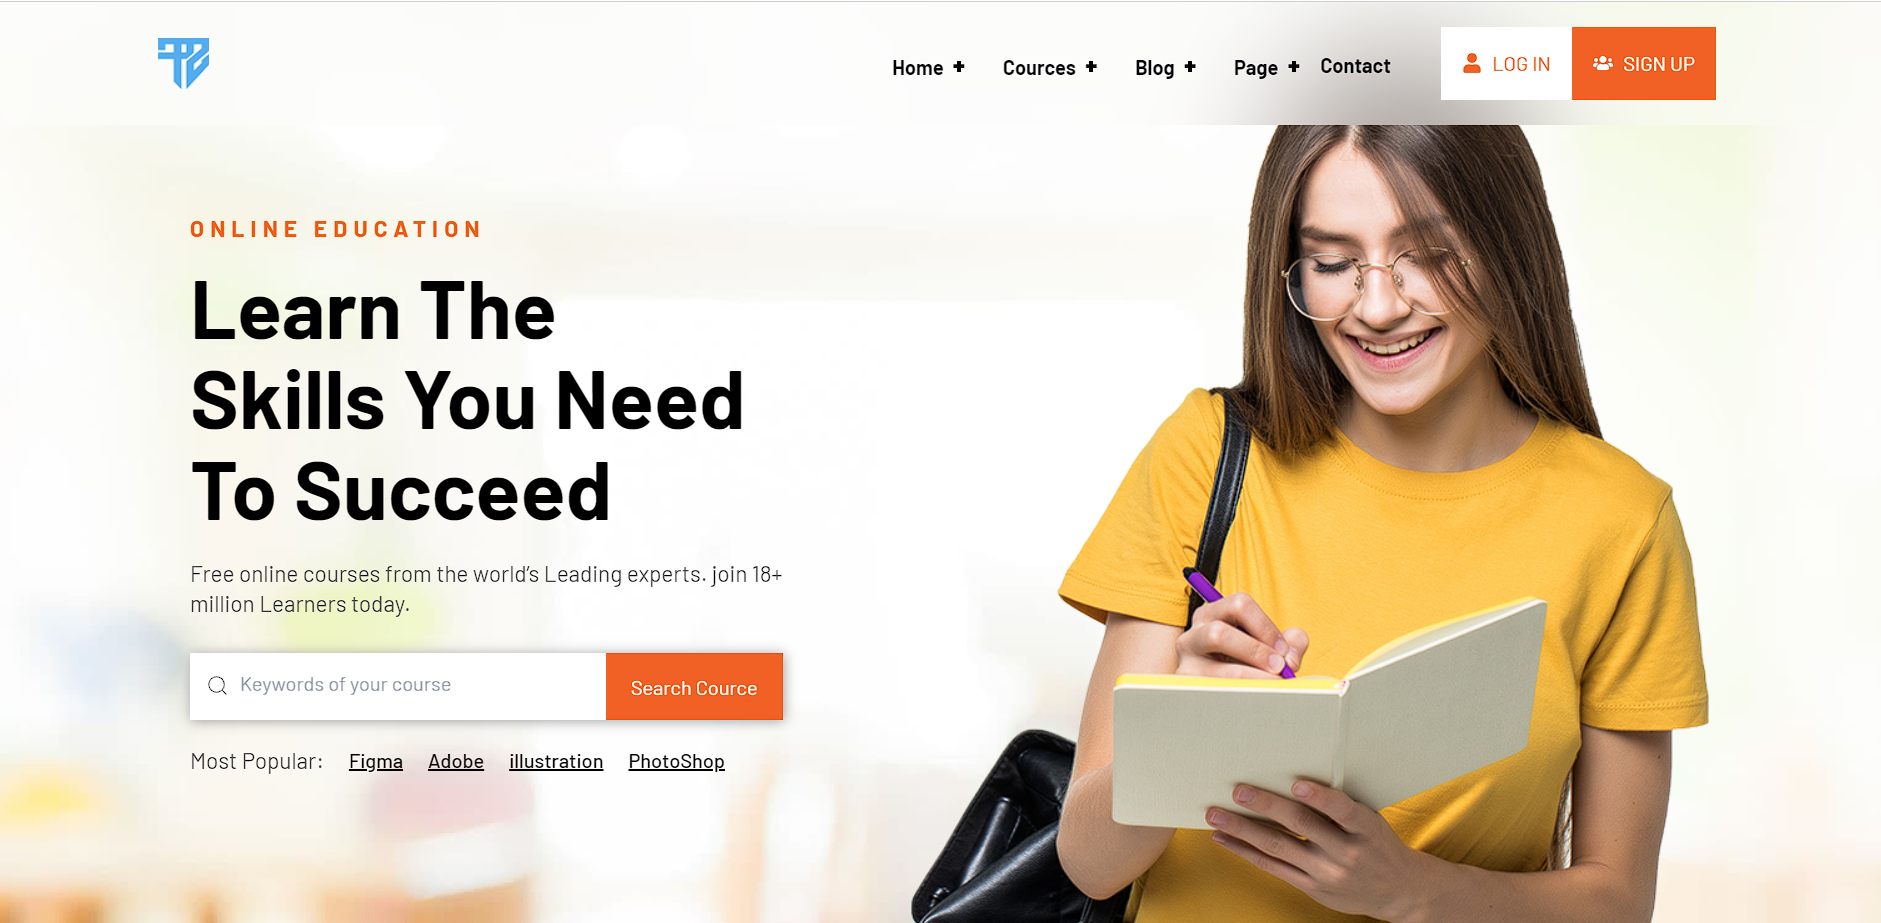 Home + Cources + Blog + Page + Contact LOG IN SIGN UP
ONLINE EDUCATION
Learn The
Skills You Need
To Succeed
Free online courses from the world's Leading experts. join 18+
million Learners today.
Keywords of your course Search Cource
Most Popular: Figma Adobe illustration PhotoShop